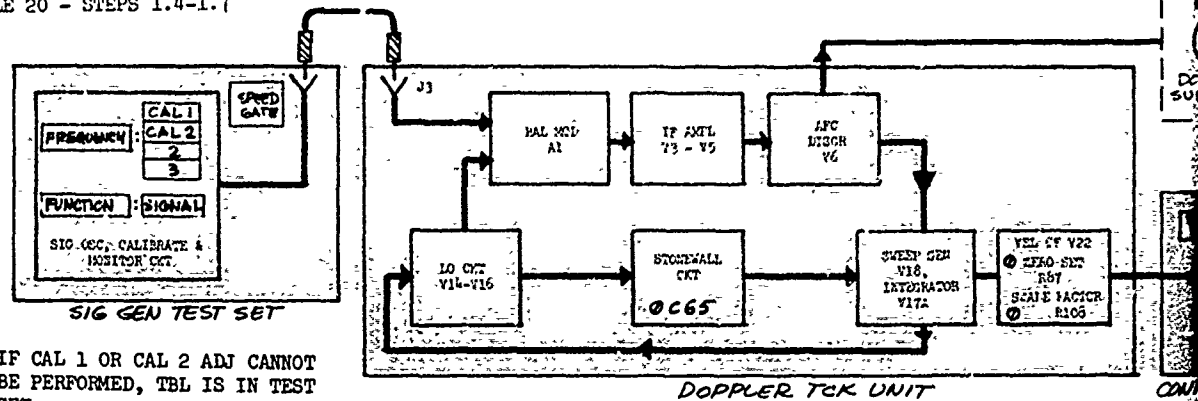 LE 20 - STEPS 1.4-1.7
J3
SPEED
GATE
CAL 1
FREQUENCY : CAL 2
2
3
FUNCTION : SIGNAL
SIG OSC, CALIBRATE &
MONITOR CKT
SIG GEN TEST SET
BAL MOD
A1
IF AMPL
V3 - V5
AFC
DISCR
V6
LO CKT
V14-V16
STONEWALL
CKT
C65
SWEEP GEN
V18,
INTEGRATOR
V17A
VEL CF V22
ZERO-SET
R87
SCALE FACTOR
SU
IF CAL 1 OR CAL 2 ADJ CANNOT
BE PERFORMED, TBL IS IN TEST
DOPPLER TCK UNIT
CON